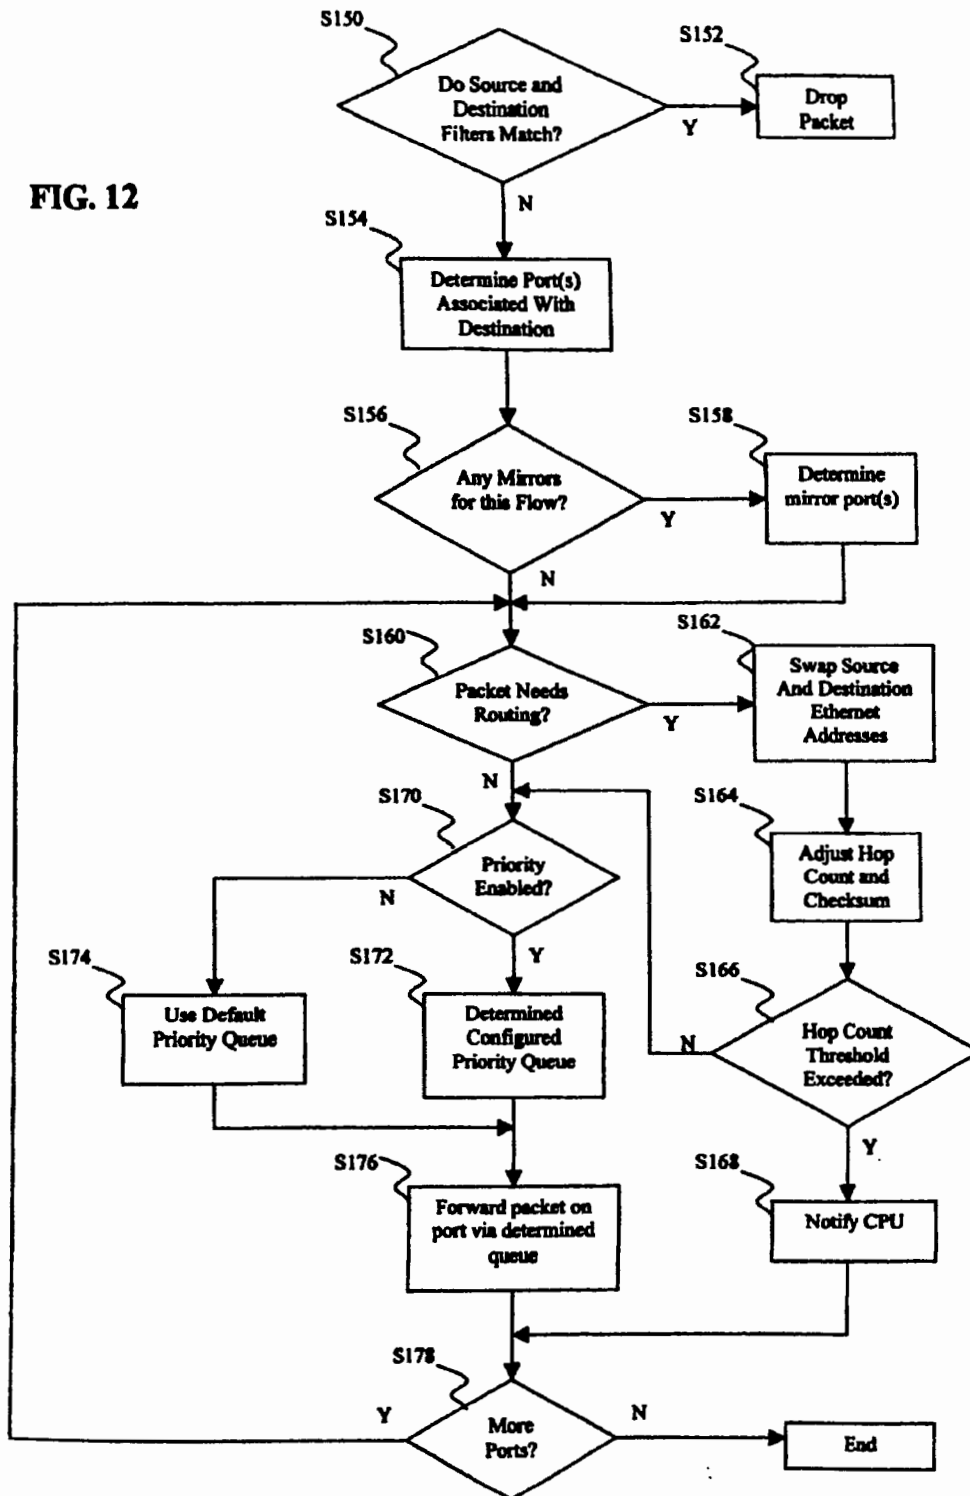 S150
Do Source and
Destination
Filters Match?
Y
S152
Drop
Packet
FIG. 12
N
S154
Determine Port(s)
Associated With
Destination
S156
Any Mirrors
for this Flow?
Y
S158
Determine
mirror port(s)
N
S160
Packet Needs
Routing?
Y
S162
Swap Source
And Destination
Ethernet
Addresses
N
S164
Adjust Hop
Count and
Checksum
S170
Priority
Enabled?
N
Y
S166
Hop Count
Threshold
Exceeded?
N
Y
S174
Use Default
Priority Queue
S172
Determined
Configured
Priority Queue
S168
Notify CPU
S176
Forward packet on
port via determined
queue
S178
More
Ports?
Y
N
End